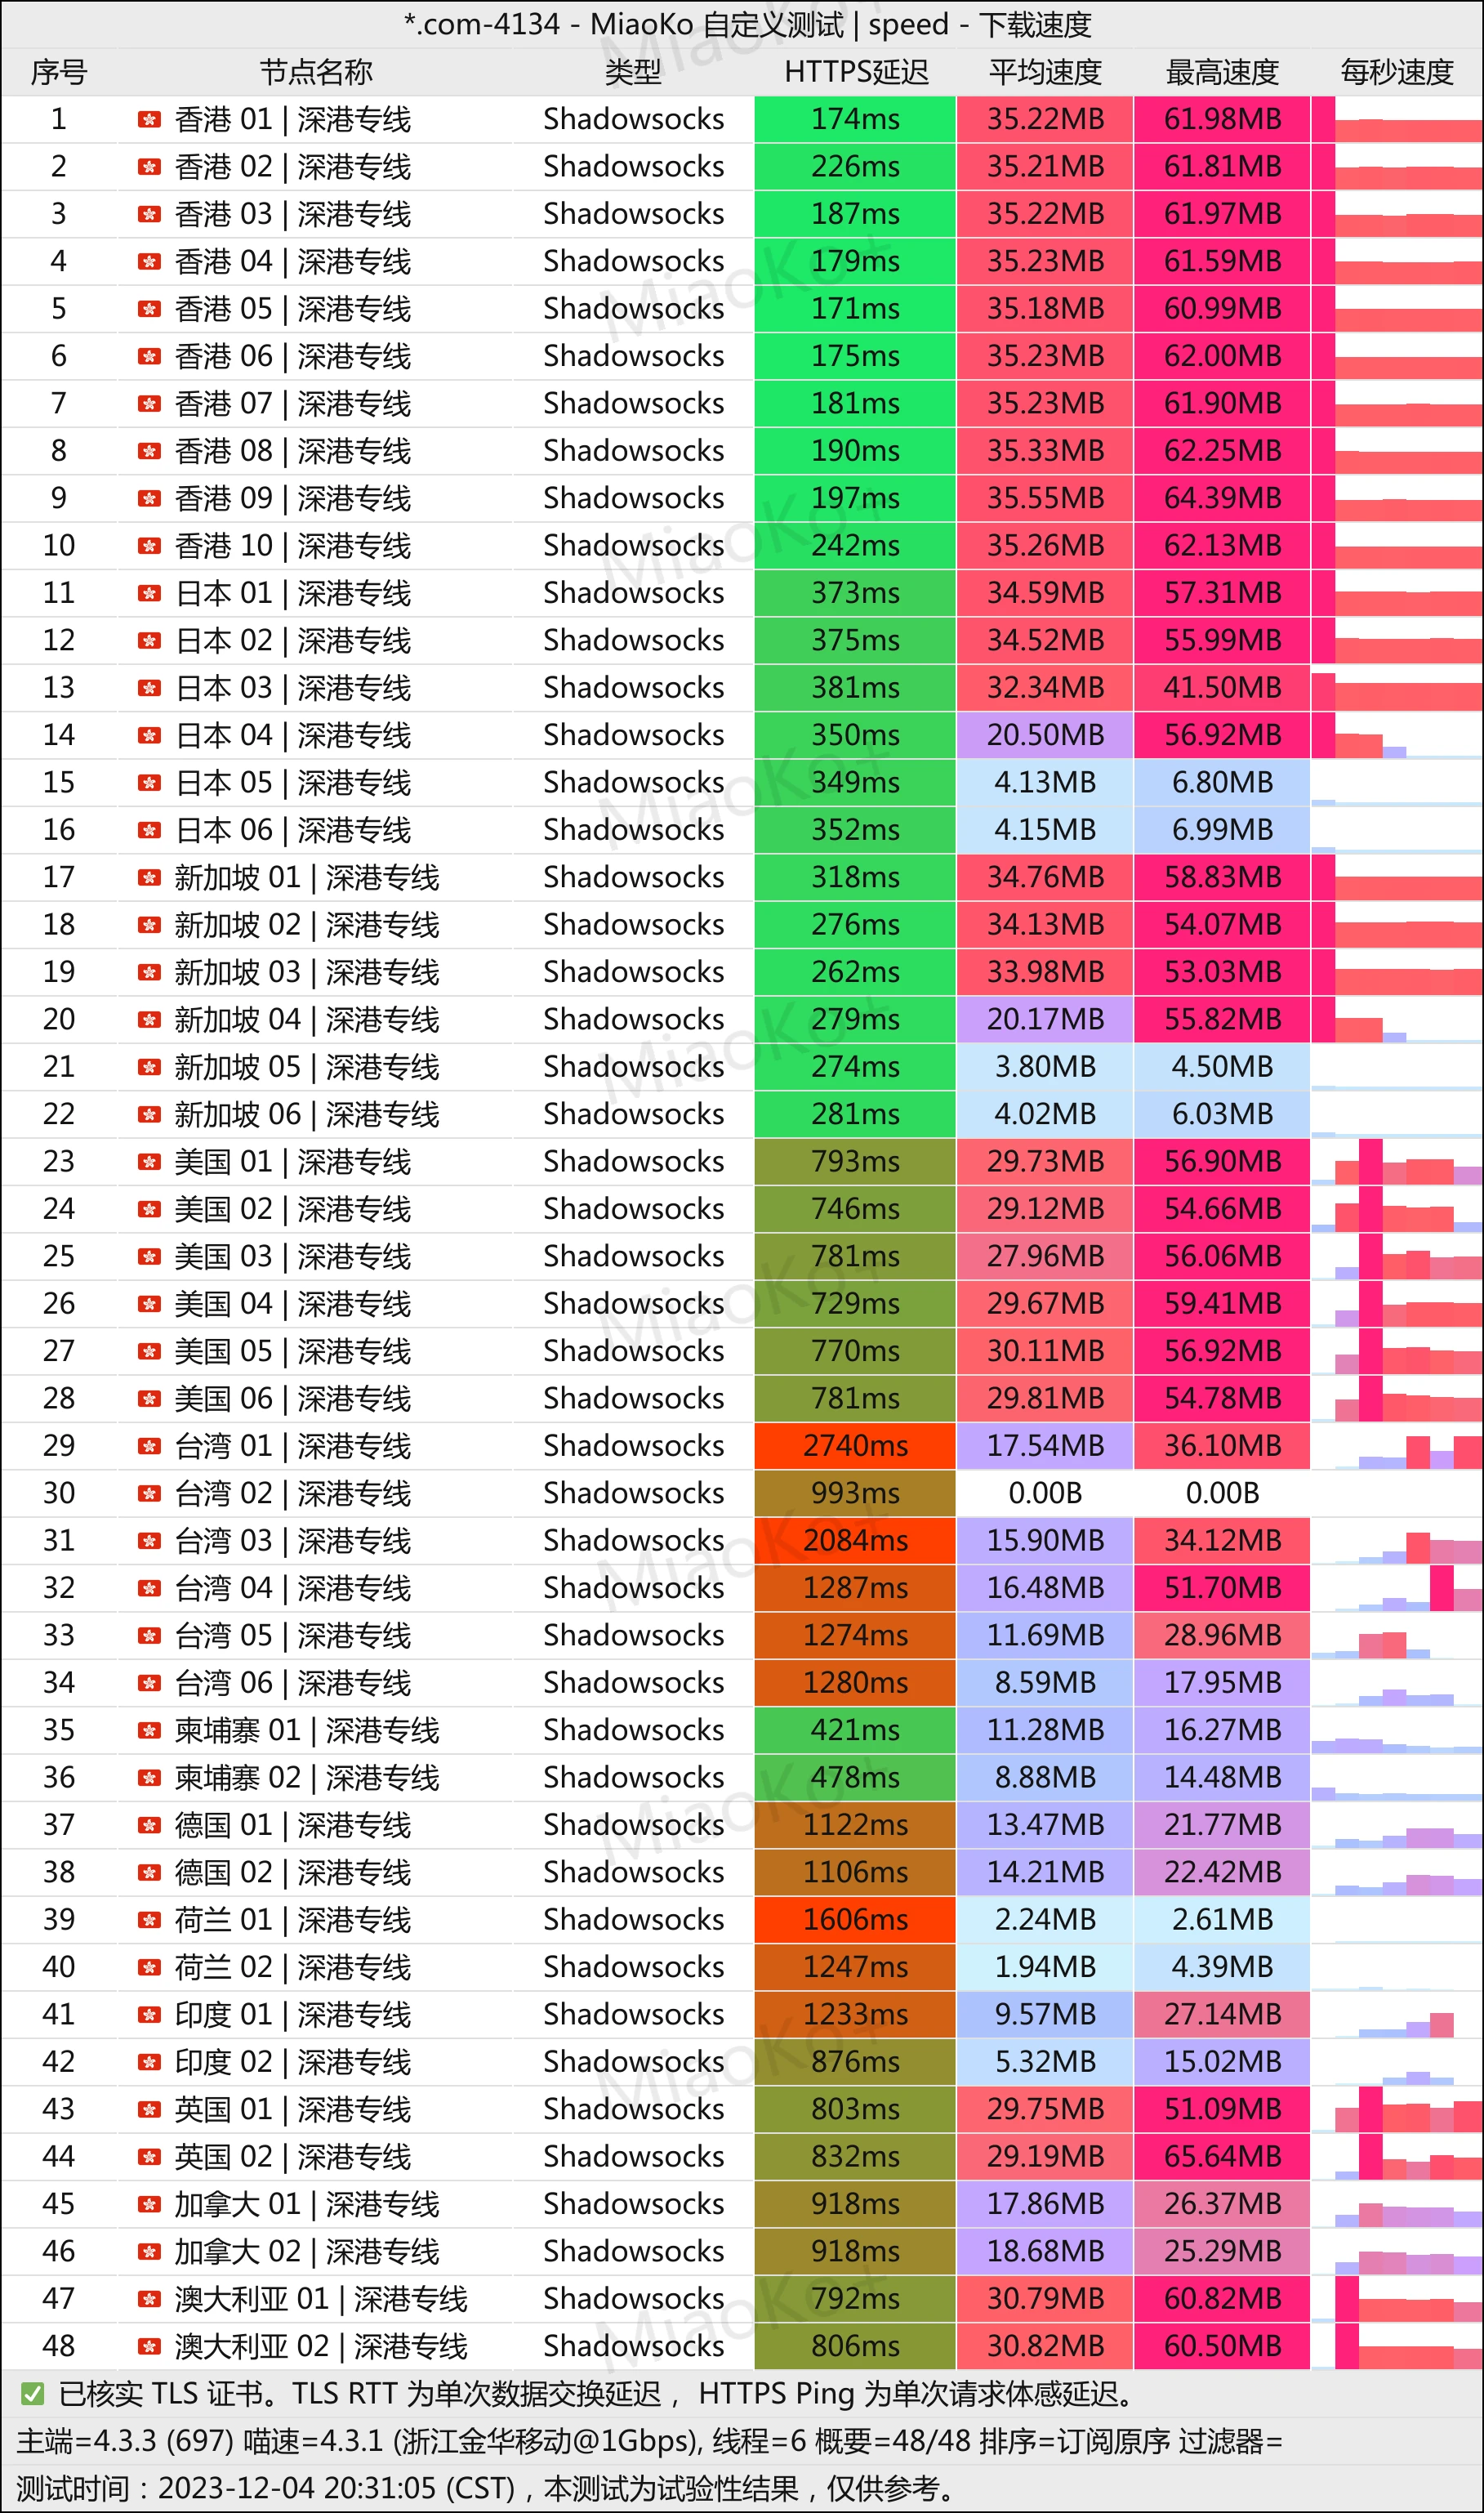 *.com-4134 - MiaoKo 自定义测试 | speed - 下载速度
序号 节点名称 类型 HTTPS延迟 平均速度 最高速度 每秒速度
1 香港 01 | 深港专线 Shadowsocks 174ms 35.22MB 61.98MB
2 香港 02 | 深港专线 Shadowsocks 226ms 35.21MB 61.81MB
3 香港 03 | 深港专线 Shadowsocks 187ms 35.22MB 61.97MB
4 香港 04 | 深港专线 Shadowsocks 179ms 35.23MB 61.59MB
5 香港 05 | 深港专线 Shadowsocks 171ms 35.18MB 60.99MB
6 香港 06 | 深港专线 Shadowsocks 175ms 35.23MB 62.00MB
7 香港 07 | 深港专线 Shadowsocks 181ms 35.23MB 61.90MB
8 香港 08 | 深港专线 Shadowsocks 190ms 35.33MB 62.25MB
9 香港 09 | 深港专线 Shadowsocks 197ms 35.55MB 64.39MB
10 香港 10 | 深港专线 Shadowsocks 242ms 35.26MB 62.13MB
11 日本 01 | 深港专线 Shadowsocks 373ms 34.59MB 57.31MB
12 日本 02 | 深港专线 Shadowsocks 375ms 34.52MB 55.99MB
13 日本 03 | 深港专线 Shadowsocks 381ms 32.34MB 41.50MB
14 日本 04 | 深港专线 Shadowsocks 350ms 20.50MB 56.92MB
15 日本 05 | 深港专线 Shadowsocks 349ms 4.13MB 6.80MB
16 日本 06 | 深港专线 Shadowsocks 352ms 4.15MB 6.99MB
17 新加坡 01 | 深港专线 Shadowsocks 318ms 34.76MB 58.83MB
18 新加坡 02 | 深港专线 Shadowsocks 276ms 34.13MB 54.07MB
19 新加坡 03 | 深港专线 Shadowsocks 262ms 33.98MB 53.03MB
20 新加坡 04 | 深港专线 Shadowsocks 279ms 20.17MB 55.82MB
21 新加坡 05 | 深港专线 Shadowsocks 274ms 3.80MB 4.50MB
22 新加坡 06 | 深港专线 Shadowsocks 281ms 4.02MB 6.03MB
23 美国 01 | 深港专线 Shadowsocks 793ms 29.73MB 56.90MB
24 美国 02 | 深港专线 Shadowsocks 746ms 29.12MB 54.66MB
25 美国 03 | 深港专线 Shadowsocks 781ms 27.96MB 56.06MB
26 美国 04 | 深港专线 Shadowsocks 729ms 29.67MB 59.41MB
27 美国 05 | 深港专线 Shadowsocks 770ms 30.11MB 56.92MB
28 美国 06 | 深港专线 Shadowsocks 781ms 29.81MB 54.78MB
29 台湾 01 | 深港专线 Shadowsocks 2740ms 17.54MB 36.10MB
30 台湾 02 | 深港专线 Shadowsocks 993ms 0.00B 0.00B
31 台湾 03 | 深港专线 Shadowsocks 2084ms 15.90MB 34.12MB
32 台湾 04 | 深港专线 Shadowsocks 1287ms 16.48MB 51.70MB
33 台湾 05 | 深港专线 Shadowsocks 1274ms 11.69MB 28.96MB
34 台湾 06 | 深港专线 Shadowsocks 1280ms 8.59MB 17.95MB
35 柬埔寨 01 | 深港专线 Shadowsocks 421ms 11.28MB 16.27MB
36 柬埔寨 02 | 深港专线 Shadowsocks 478ms 8.88MB 14.48MB
37 德国 01 | 深港专线 Shadowsocks 1122ms 13.47MB 21.77MB
38 德国 02 | 深港专线 Shadowsocks 1106ms 14.21MB 22.42MB
39 荷兰 01 | 深港专线 Shadowsocks 1606ms 2.24MB 2.61MB
40 荷兰 02 | 深港专线 Shadowsocks 1247ms 1.94MB 4.39MB
41 印度 01 | 深港专线 Shadowsocks 1233ms 9.57MB 27.14MB
42 印度 02 | 深港专线 Shadowsocks 876ms 5.32MB 15.02MB
43 英国 01 | 深港专线 Shadowsocks 803ms 29.75MB 51.09MB
44 英国 02 | 深港专线 Shadowsocks 832ms 29.19MB 65.64MB
45 加拿大 01 | 深港专线 Shadowsocks 918ms 17.86MB 26.37MB
46 加拿大 02 | 深港专线 Shadowsocks 918ms 18.68MB 25.29MB
47 澳大利亚 01 | 深港专线 Shadowsocks 792ms 30.79MB 60.82MB
48 澳大利亚 02 | 深港专线 Shadowsocks 806ms 30.82MB 60.50MB
✅ 已核实 TLS 证书。TLS RTT 为单次数据交换延迟， HTTPS Ping 为单次请求体感延迟。
主端=4.3.3 (697) 喵速=4.3.1 (浙江金华移动@1Gbps), 线程=6 概要=48/48 排序=订阅原序 过滤器=
测试时间：2023-12-04 20:31:05 (CST)，本测试为试验性结果，仅供参考。
MiaoKo+
MiaoKo+
MiaoKo+
MiaoKo+
MiaoKo+
MiaoKo+
MiaoKo+
MiaoKo+
MiaoKo+
MiaoKo+